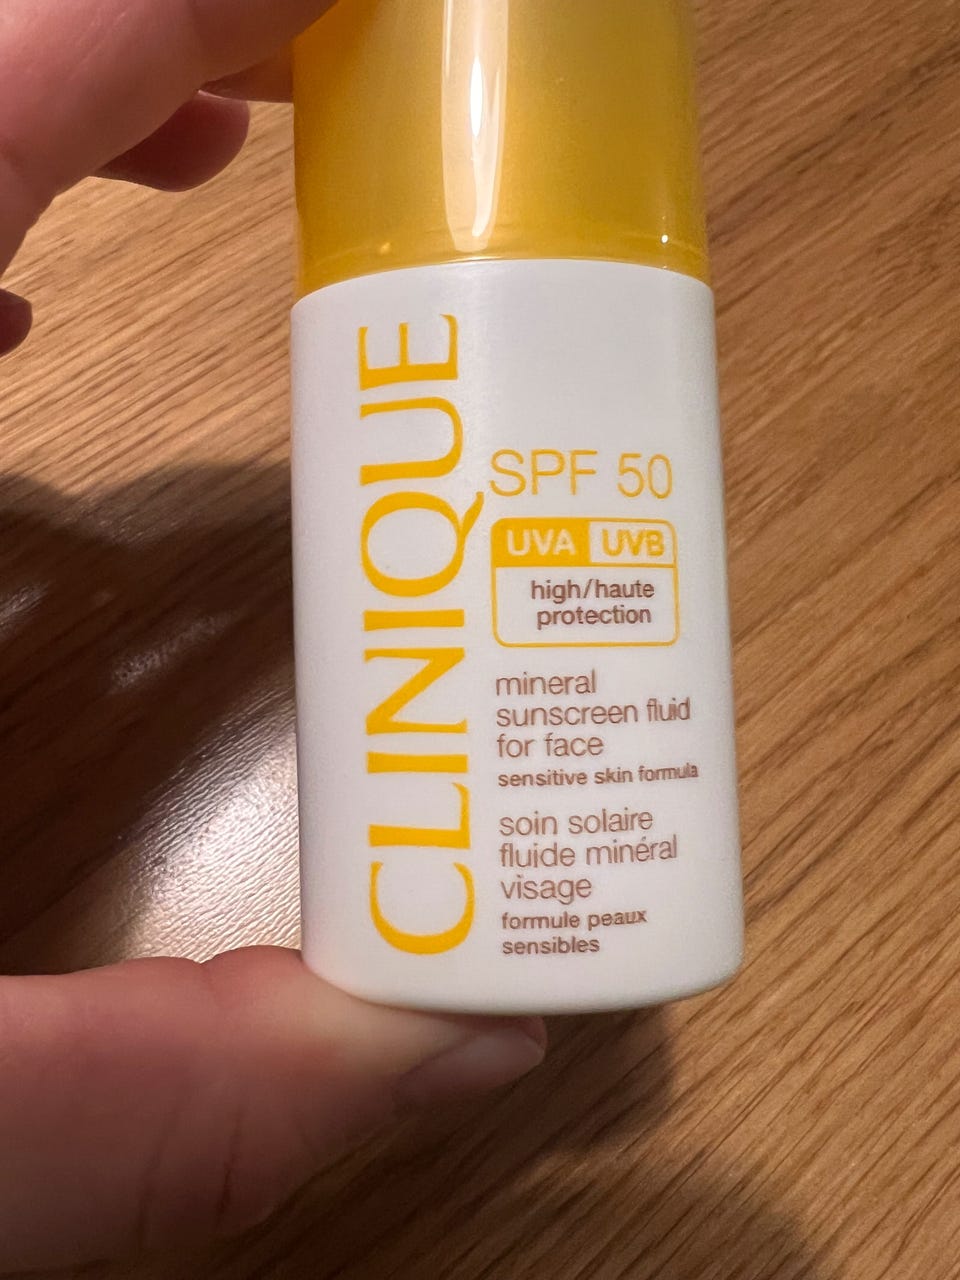 CLINIQUE
SPF 50
UVA UVB
high/haute
protection
mineral
sunscreen fluid
for face
sensitive skin formula
soin solaire
fluide minéral
visage
formule peaux
sensibles